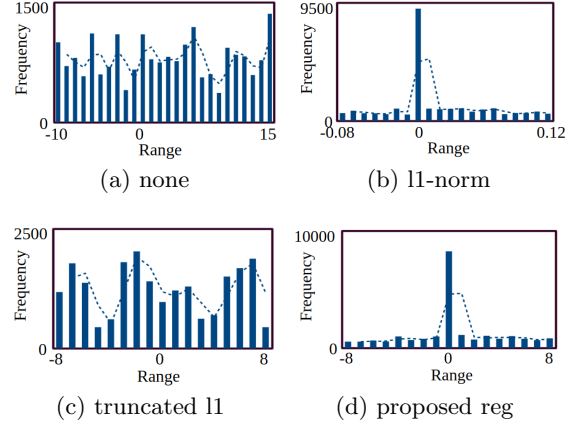 1500
Frequency
0
-10
0
15
Range
(a) none
9500
Frequency
0
-0.08
0
0.12
Range
(b) l1-norm
2500
Frequency
0
-8
0
8
Range
(c) truncated l1
10000
Frequency
0
-8
0
8
Range
(d) proposed reg